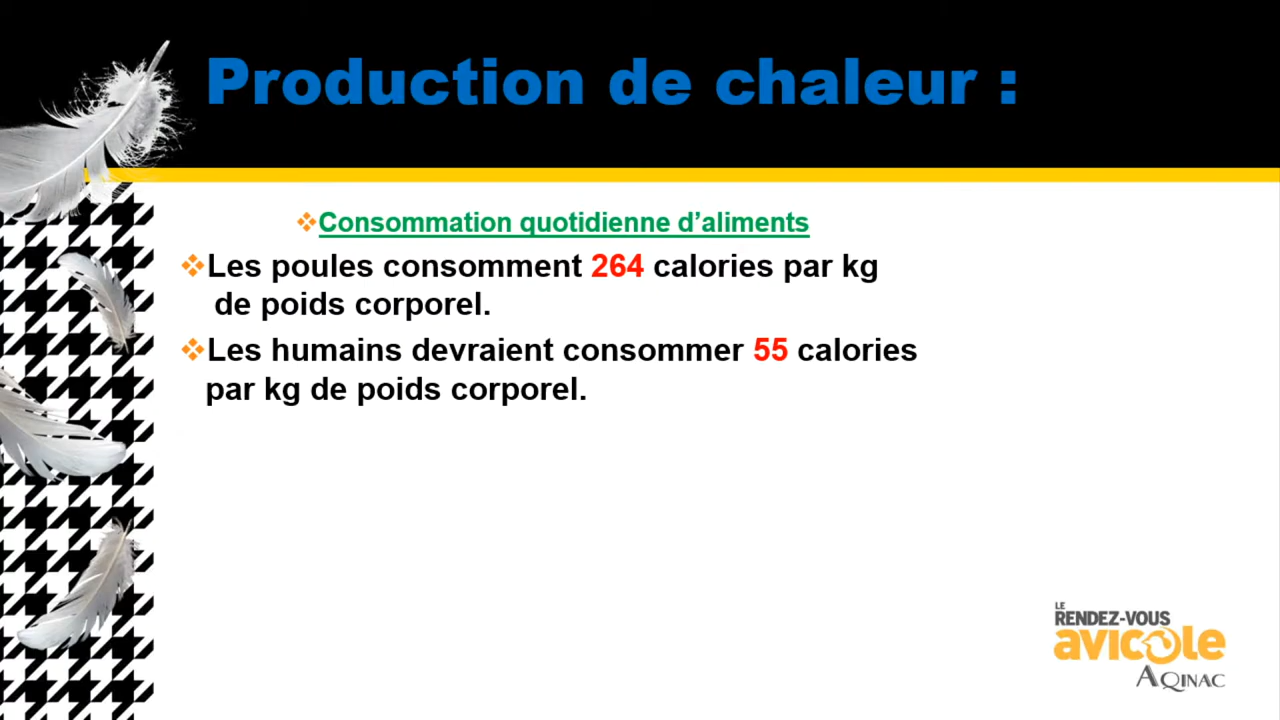 Production de chaleur :
Consommation quotidienne d’aliments
Les poules consomment 264 calories par kg
de poids corporel.
Les humains devraient consommer 55 calories
par kg de poids corporel.
LE
RENDEZ-VOUS
avicole
AQINAC